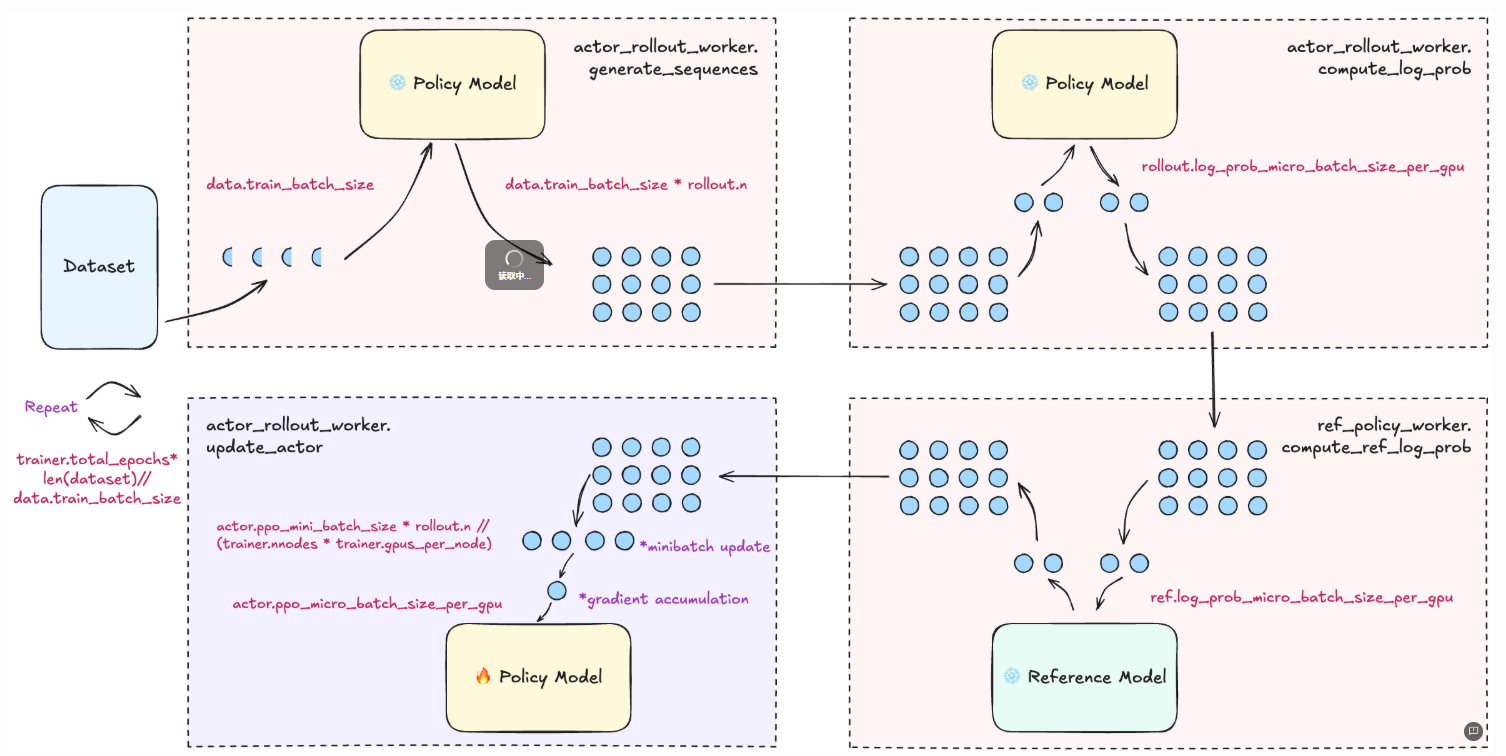 actor_rollout_worker.
generate_sequences
Policy Model
data.train_batch_size
data.train_batch_size * rollout.n
读取中...
Dataset
actor_rollout_worker.
compute_log_prob
Policy Model
rollout.log_prob_micro_batch_size_per_gpu
Repeat
trainer.total_epochs*
len(dataset)//
data.train_batch_size
actor_rollout_worker.
update_actor
actor.ppo_mini_batch_size * rollout.n //
(trainer.nnodes * trainer.gpus_per_node)
*minibatch update
actor.ppo_micro_batch_size_per_gpu
*gradient accumulation
Policy Model
ref_policy_worker.
compute_ref_log_prob
ref.log_prob_micro_batch_size_per_gpu
Reference Model